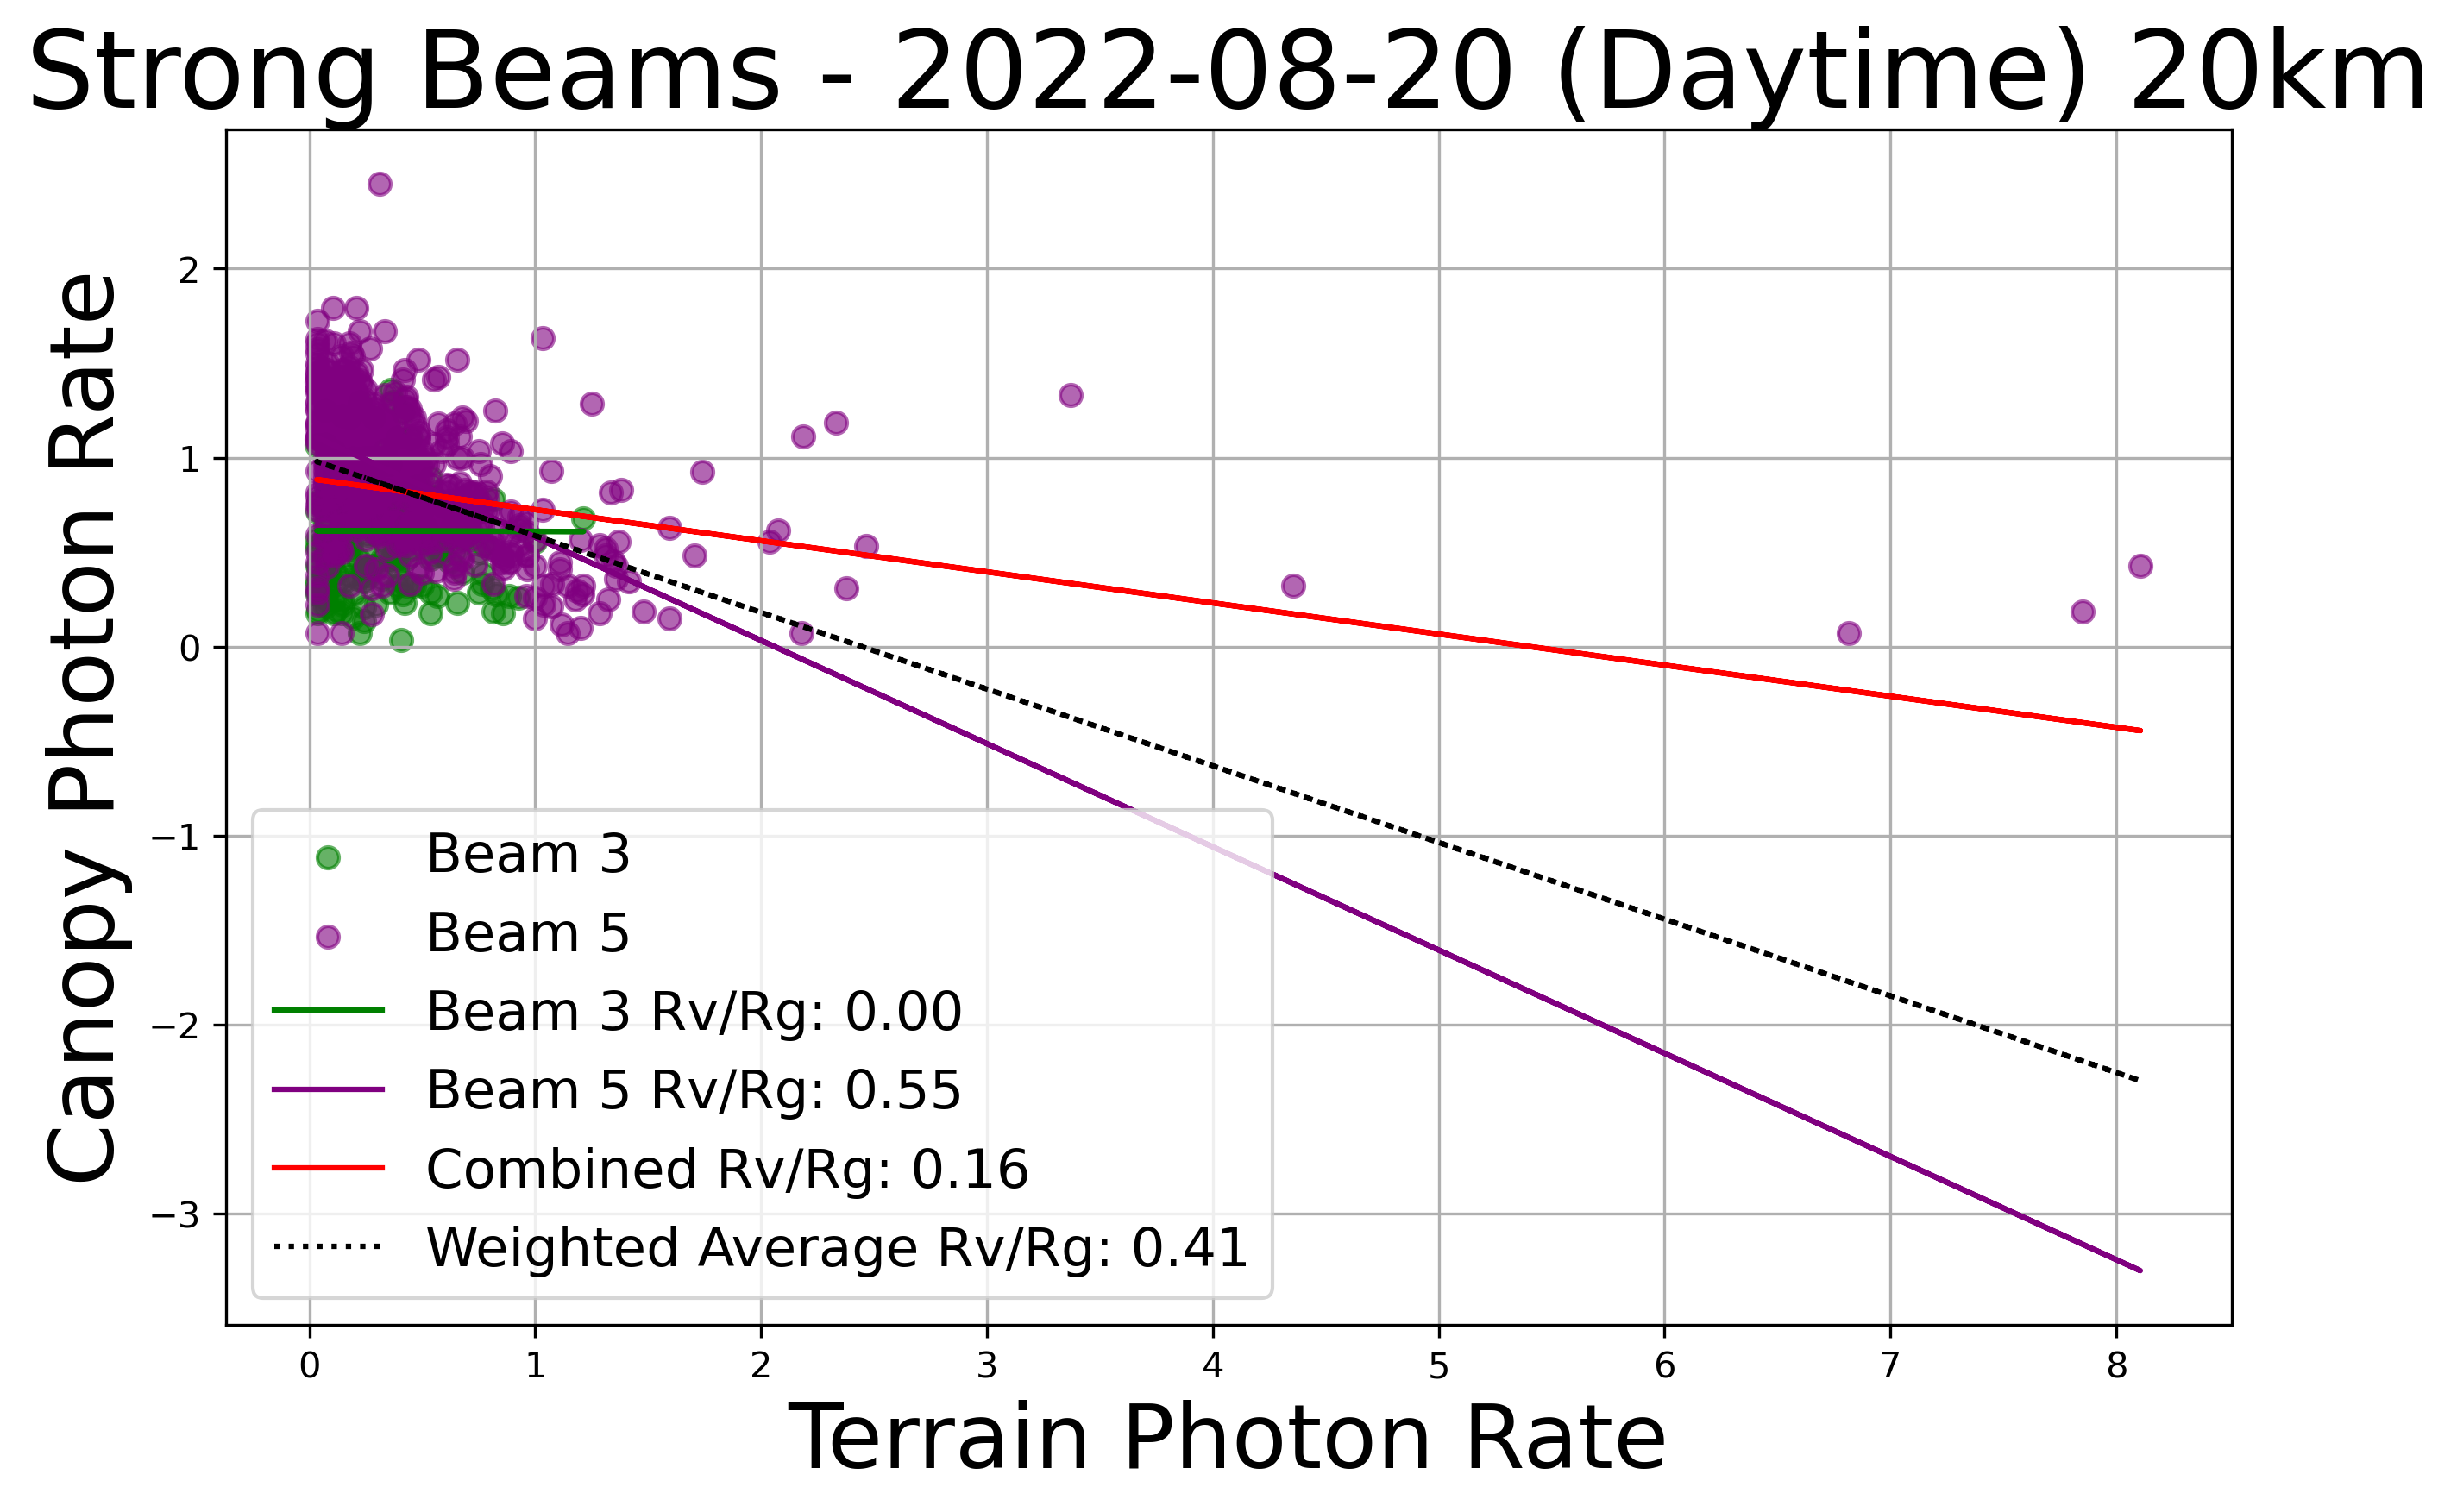 Strong Beams - 2022-08-20 (Daytime) 20km
Canopy Photon Rate
2
1
0
−1
−2
−3
Beam 3
Beam 5
Beam 3 Rv/Rg: 0.00
Beam 5 Rv/Rg: 0.55
Combined Rv/Rg: 0.16
Weighted Average Rv/Rg: 0.41
0 1 2 3 4 5 6 7 8
Terrain Photon Rate